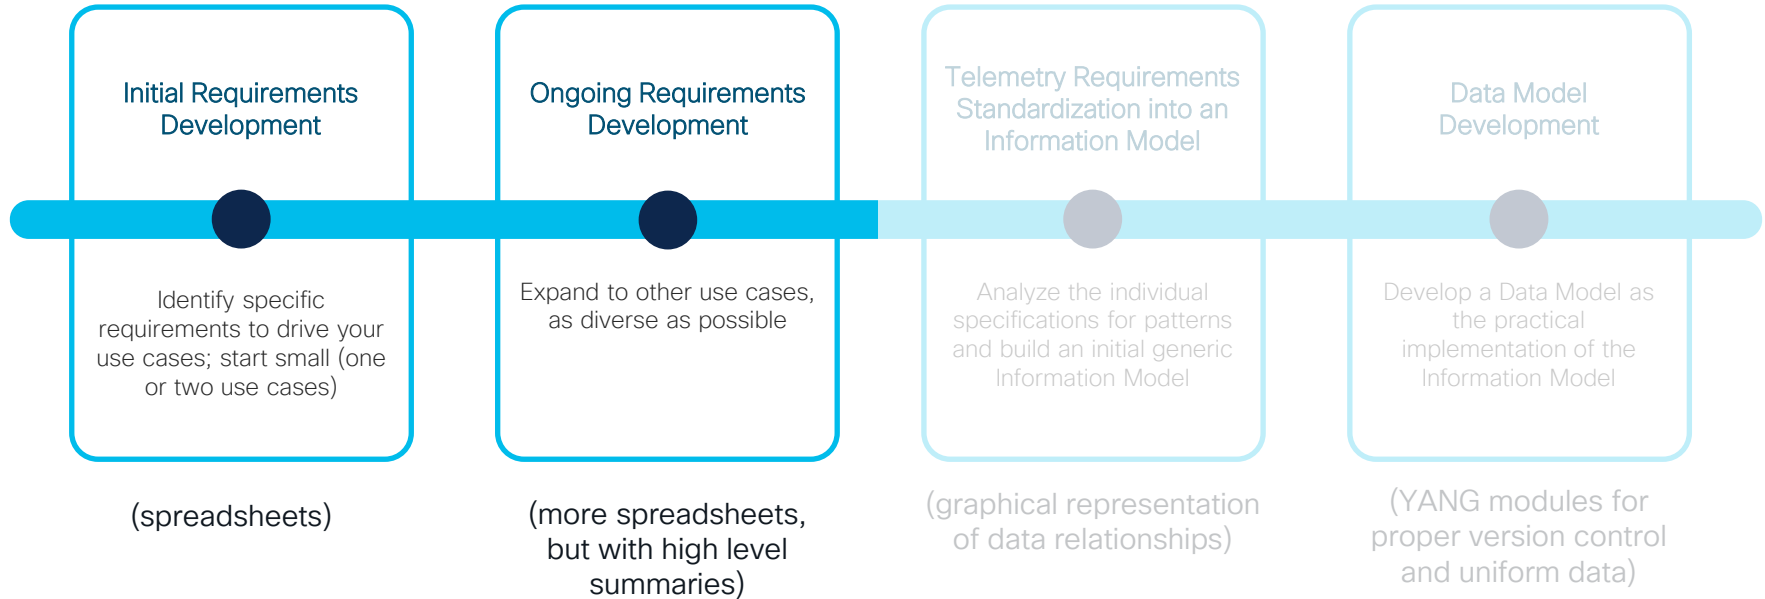 Initial Requirements
Development
Identify specific
requirements to drive your
use cases; start small (one
or two use cases)
(spreadsheets)
Ongoing Requirements
Development
Expand to other use cases,
as diverse as possible
(more spreadsheets,
but with high level
summaries)
Telemetry Requirements
Standardization into an
Information Model
Analyze the individual
specifications for patterns
and build an initial generic
Information Model
(graphical representation
of data relationships)
Data Model
Development
Develop a Data Model as
the practical
implementation of the
Information Model
(YANG modules for
proper version control
and uniform data)